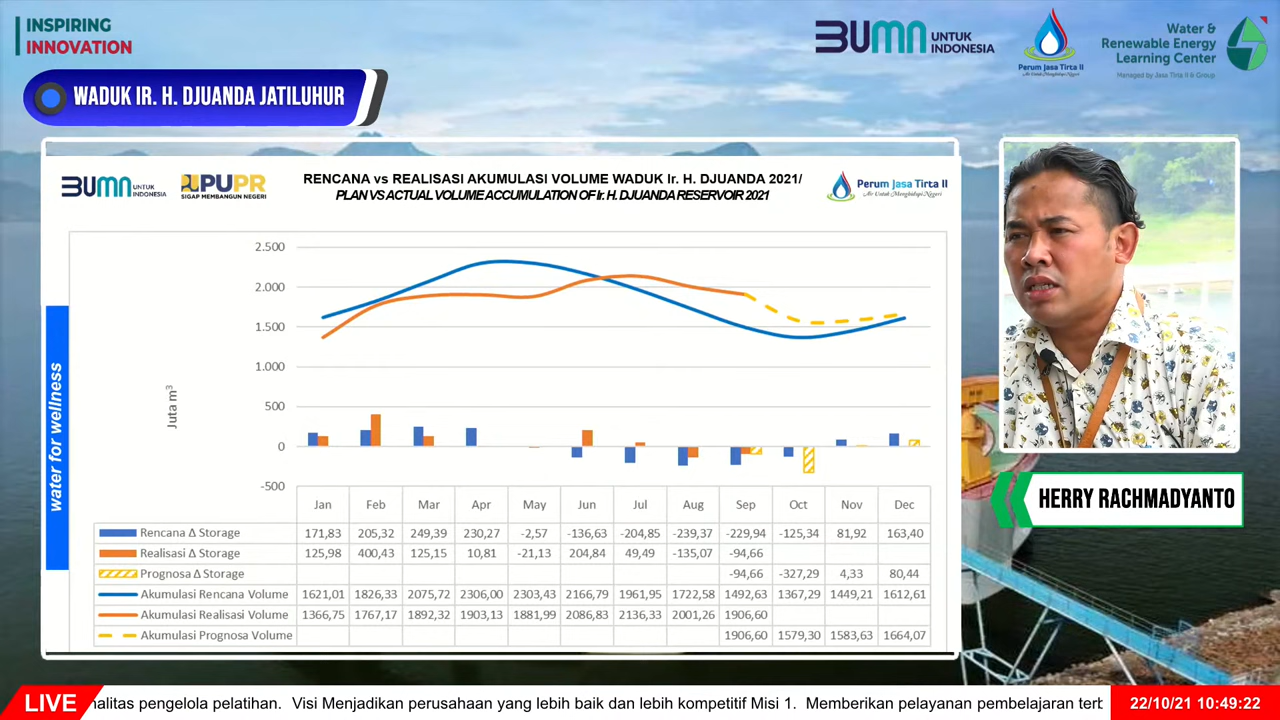 INSPIRING
INNOVATION
BUMN UNTUK INDONESIA
Perum Jasa Tirta II
Air Untuk Menghidupi Negeri
Water &
Renewable Energy
Learning Center
Managed by Jasa Tirta II & Group
WADUK IR. H. DJUANDA JATILUHUR
BUMN UNTUK INDONESIA
PUPR
SIGAP MEMBANGUN NEGERI
RENCANA vs REALISASI AKUMULASI VOLUME WADUK Ir. H. DJUANDA 2021/
PLAN VS ACTUAL VOLUME ACCUMULATION OF Ir. H. DJUANDA RESERVOIR 2021
Perum Jasa Tirta II
Air Untuk Menghidupi Negeri
water for wellness
Juta m³
2.500
2.000
1.500
1.000
500
0
-500
Jan Feb Mar Apr May Jun Jul Aug Sep Oct Nov Dec
Rencana Δ Storage 171,83 205,32 249,39 230,27 -2,57 -136,63 -204,85 -239,37 -229,94 -125,34 81,92 163,40
Realisasi Δ Storage 125,98 400,43 125,15 10,81 -21,13 204,84 49,49 -135,07 -94,66
Prognosa Δ Storage -94,66 -327,29 4,33 80,44
Akumulasi Rencana Volume 1621,01 1826,33 2075,72 2306,00 2303,43 2166,79 1961,95 1722,58 1492,63 1367,29 1449,21 1612,61
Akumulasi Realisasi Volume 1366,75 1767,17 1892,32 1903,13 1881,99 2086,83 2136,33 2001,26 1906,60
Akumulasi Prognosa Volume 1906,60 1579,30 1583,63 1664,07
HERRY RACHMADYANTO
LIVE
alitas pengelola pelatihan. Visi Menjadikan perusahaan yang lebih baik dan lebih kompetitif Misi 1. Memberikan pelayanan pembelajaran terb
22/10/21 10:49:22